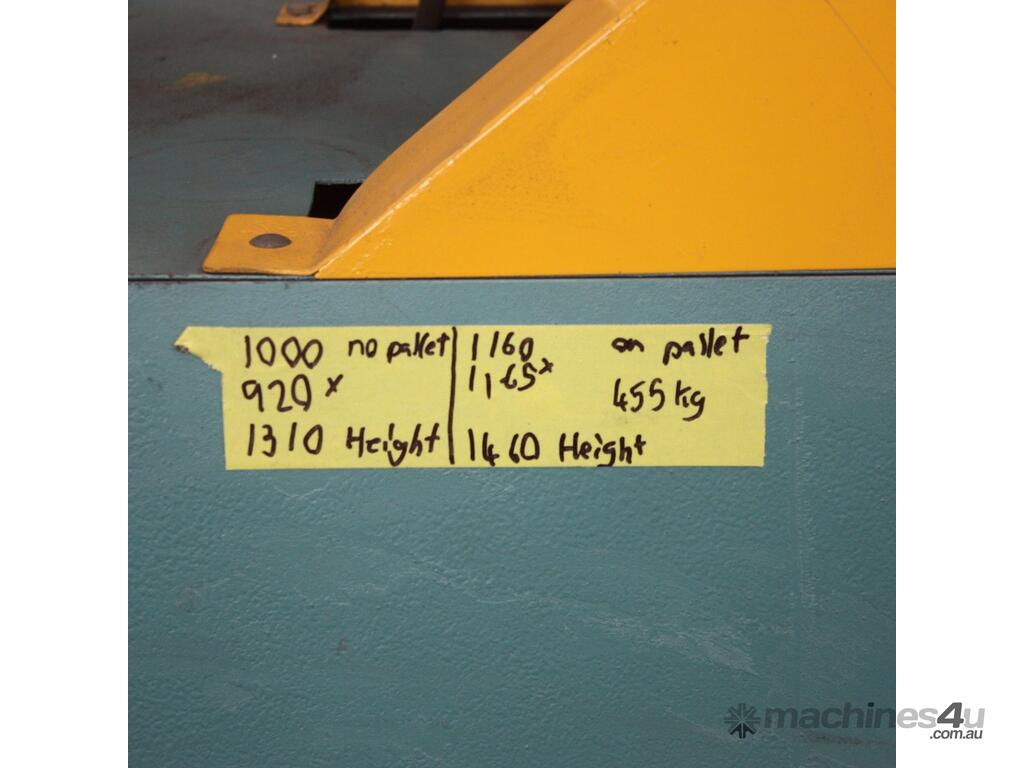 1000 no pallet
920 x
1310 Height
1160 on pallet
1165 x 455 kg
1460 Height
machines4u
.com.au